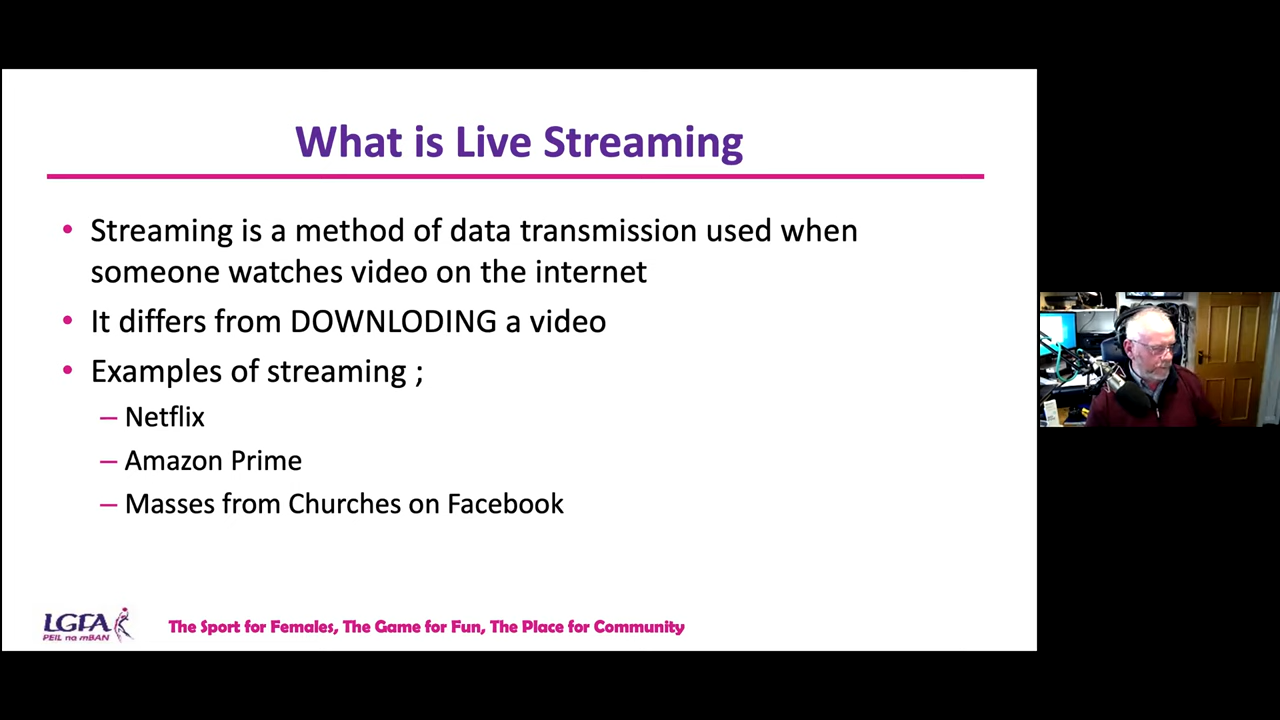 What is Live Streaming
• Streaming is a method of data transmission used when
someone watches video on the internet
• It differs from DOWNLODING a video
• Examples of streaming ;
– Netflix
– Amazon Prime
– Masses from Churches on Facebook
LGFA
PEIL na mBAN
The Sport for Females, The Game for Fun, The Place for Community